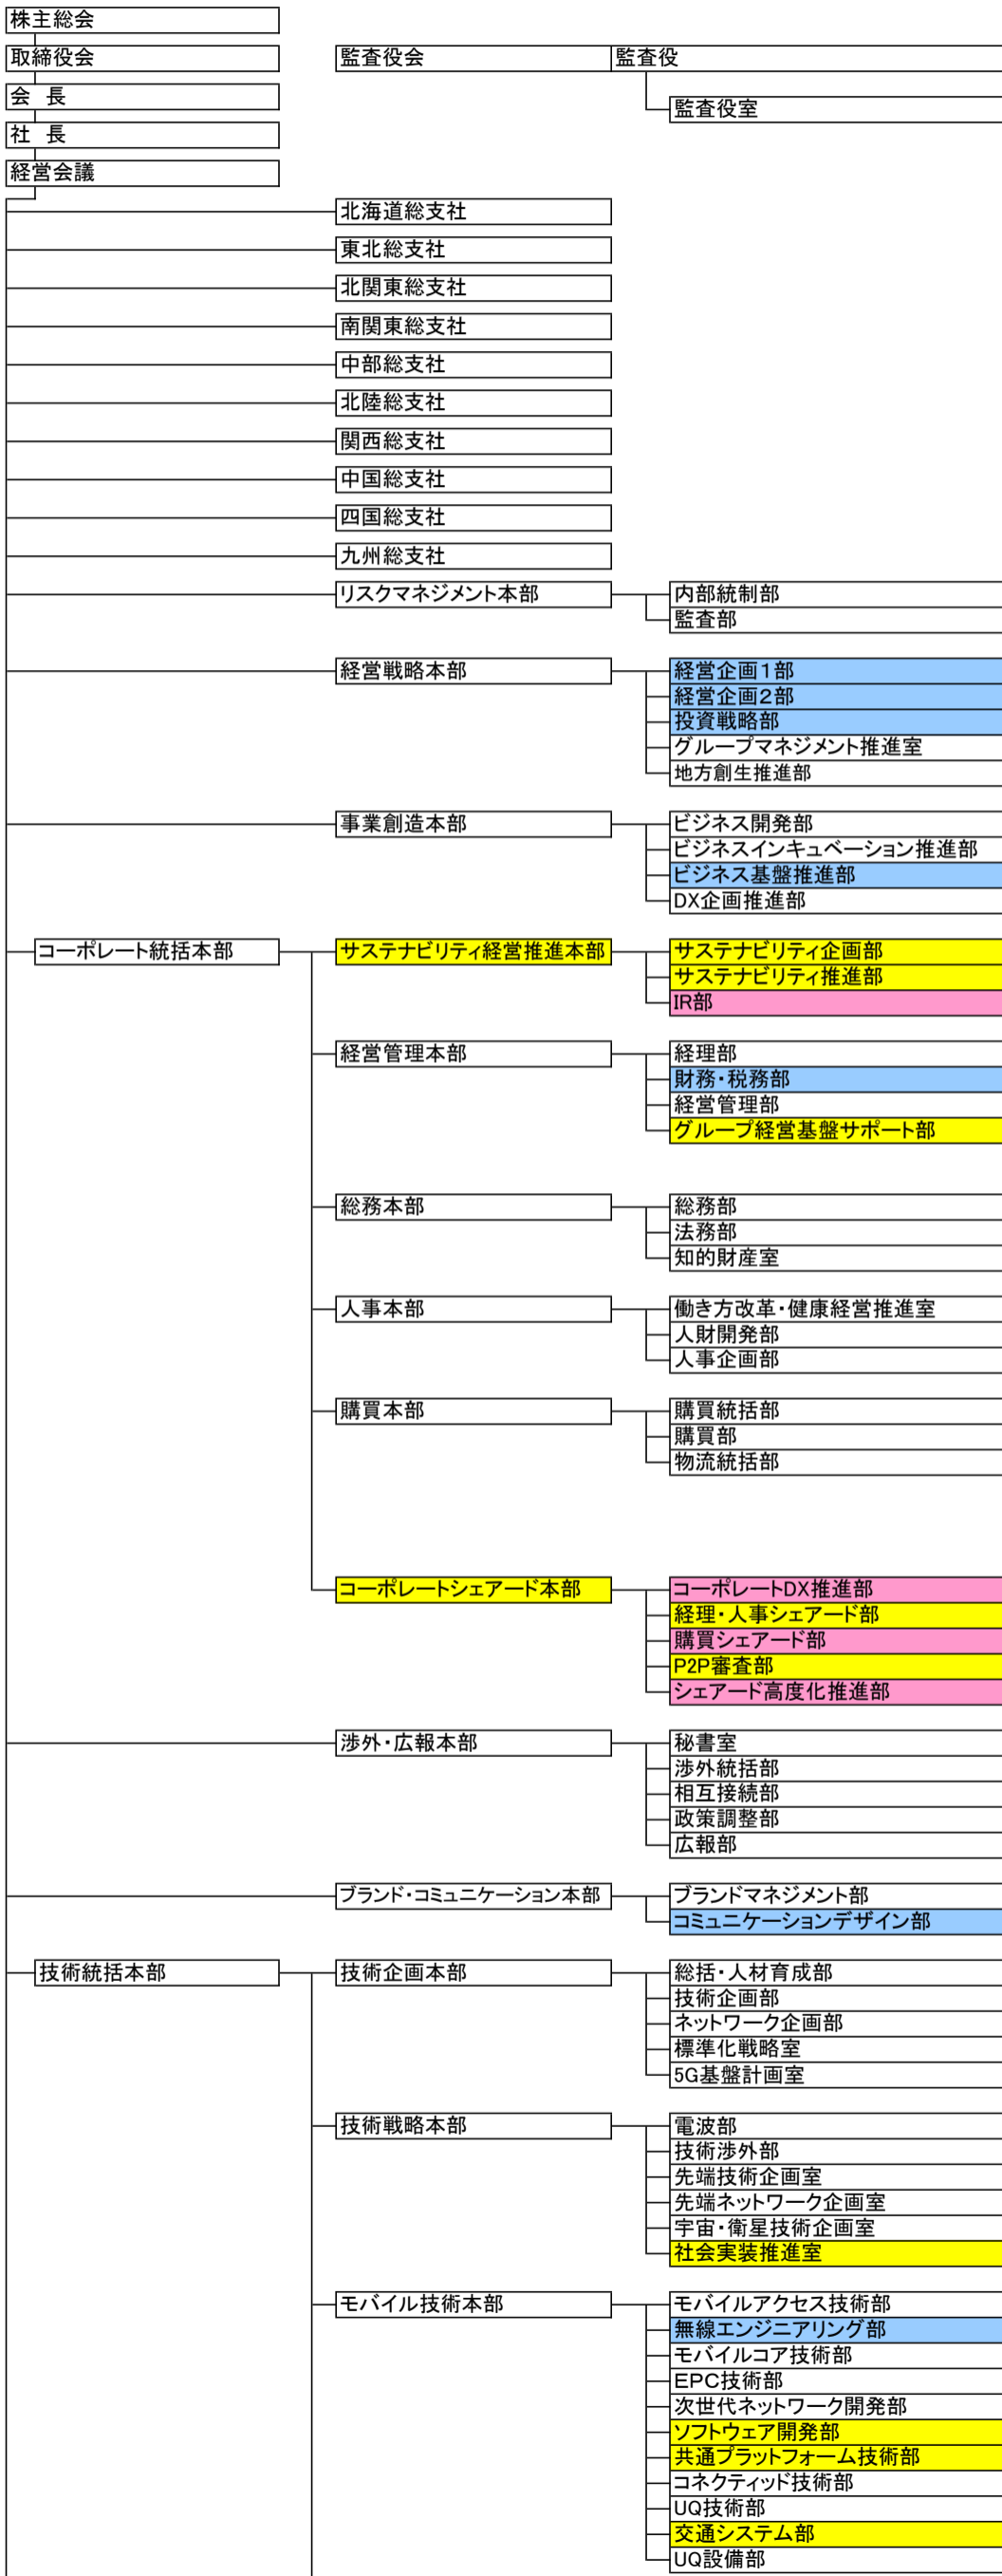 株主総会
取締役会
監査役会
監査役
会 長
監査役室
社 長
経営会議
北海道総支社
東北総支社
北関東総支社
南関東総支社
中部総支社
北陸総支社
関西総支社
中国総支社
四国総支社
九州総支社
リスクマネジメント本部
内部統制部
監査部
経営戦略本部
経営企画1部
経営企画2部
投資戦略部
グループマネジメント推進室
地方創生推進部
事業創造本部
ビジネス開発部
ビジネスインキュベーション推進部
ビジネス基盤推進部
DX企画推進部
コーポレート統括本部
サステナビリティ経営推進本部
サステナビリティ企画部
サステナビリティ推進部
IR部
経営管理本部
経理部
財務・税務部
経営管理部
グループ経営基盤サポート部
総務本部
総務部
法務部
知的財産室
人事本部
働き方改革・健康経営推進室
人財開発部
人事企画部
購買本部
購買統括部
購買部
物流統括部
コーポレートシェアード本部
コーポレートDX推進部
経理・人事シェアード部
購買シェアード部
P2P審査部
シェアード高度化推進部
渉外・広報本部
秘書室
渉外統括部
相互接続部
政策調整部
広報部
ブランド・コミュニケーション本部
ブランドマネジメント部
コミュニケーションデザイン部
技術統括本部
技術企画本部
総括・人材育成部
技術企画部
ネットワーク企画部
標準化戦略室
5G基盤計画室
技術戦略本部
電波部
技術渉外部
先端技術企画室
先端ネットワーク企画室
宇宙・衛星技術企画室
社会実装推進室
モバイル技術本部
モバイルアクセス技術部
無線エンジニアリング部
モバイルコア技術部
EPC技術部
次世代ネットワーク開発部
ソフトウェア開発部
共通プラットフォーム技術部
コネクティッド技術部
UQ技術部
交通システム部
UQ設備部